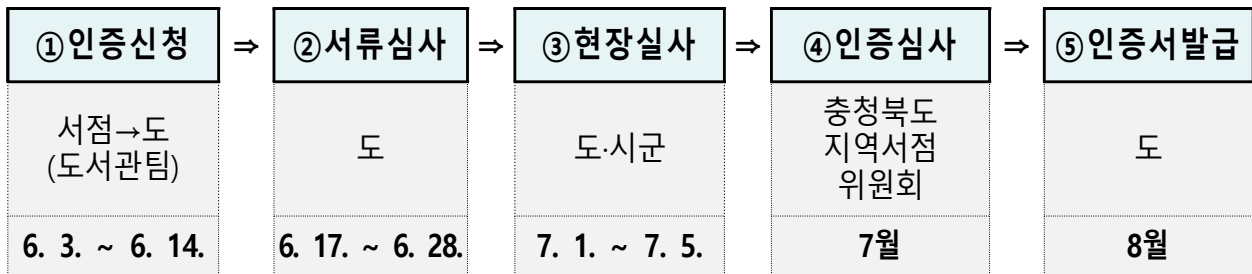 ①인증신청 ⇒ ②서류심사 ⇒ ③현장실사 ⇒ ④인증심사 ⇒ ⑤인증서발급
서점→도
(도서관팀)
도
도·시군
충청북도
지역서점
위원회
도
6. 3. ~ 6. 14.
6. 17. ~ 6. 28.
7. 1. ~ 7. 5.
7월
8월